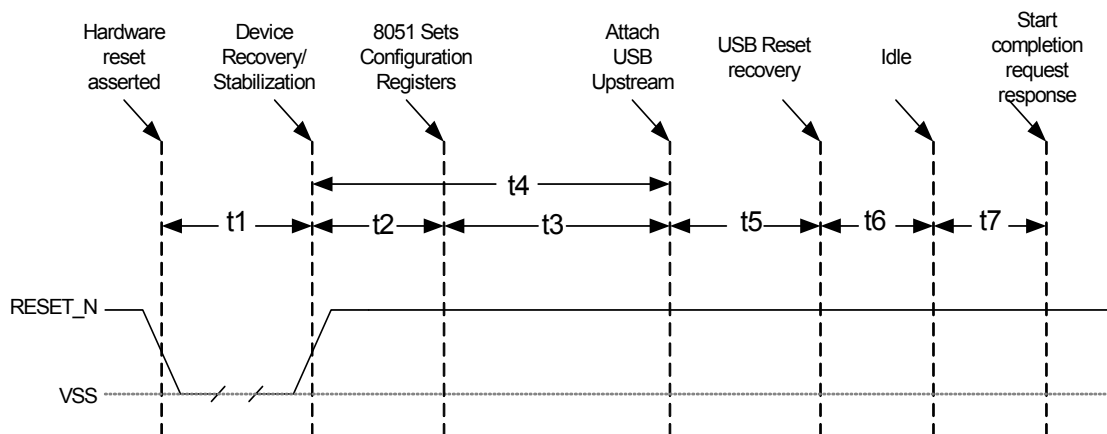 Hardware
reset
asserted
Device
Recovery/
Stabilization
8051 Sets
Configuration
Registers
Attach
USB
Upstream
USB Reset
recovery
Idle
Start
completion
request
response
t4
t1
t2
t3
t5
t6
t7
RESET_N
VSS